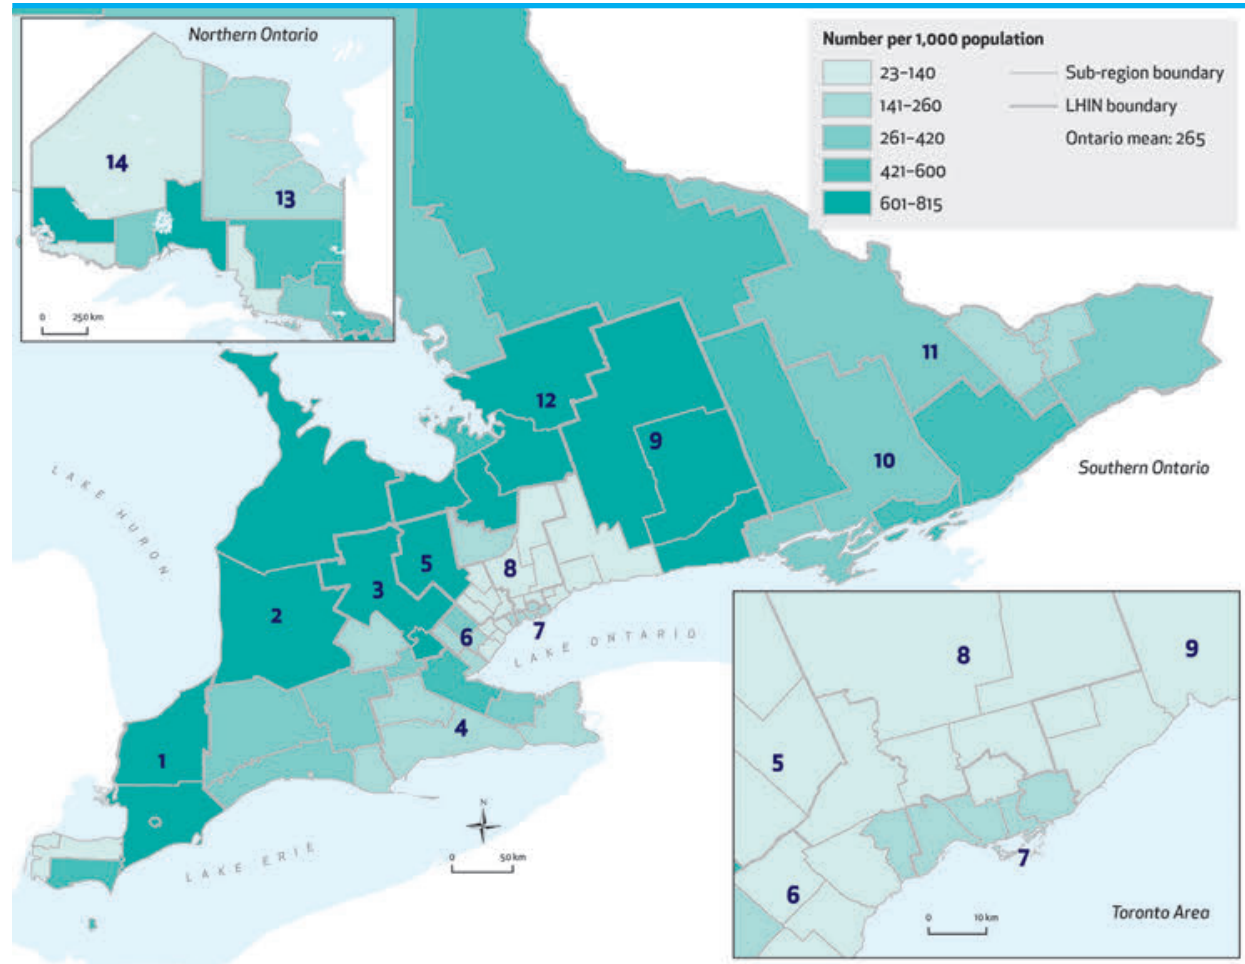 Northern Ontario
14
13
0 250 km
Number per 1,000 population
23–140
141–260
261–420
421–600
601–815
Sub-region boundary
LHIN boundary
Ontario mean: 265
11
12
9
10
Southern Ontario
LAKE HURON
5
8
3
2
6
7
LAKE ONTARIO
4
1
N
0 50 km
LAKE ERIE
8
9
5
7
6
0 10 km
Toronto Area